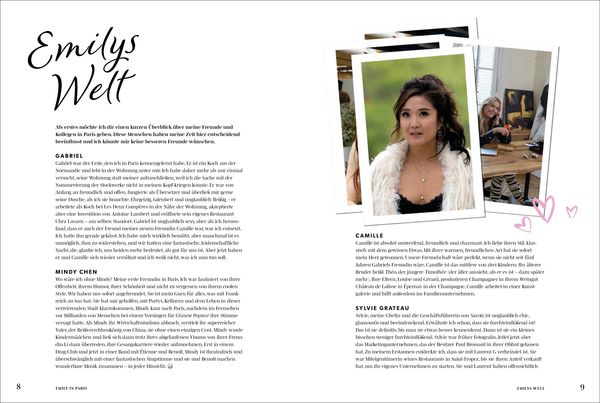 Emilys
Welt
Als erstes möchte ich dir einen kurzen Überblick über meine Freunde und
Kollegen in Paris geben. Diese Menschen haben meine Zeit hier entscheidend
beeinflusst und ich könnte mir keine besseren Freunde wünschen.
GABRIEL
Gabriel war der Erste, den ich in Paris kennengelernt habe. Er ist ein Koch aus der
Normandie und lebt in der Wohnung unter mir. Ich habe daher mehr als nur einmal
versucht, seine Wohnung statt meiner aufzuschließen, weil ich die Sache mit der
Nummerierung der Stockwerke nicht in meinen Kopf kriegen konnte. Er war von
Anfang an freundlich und offen, fungierte als Übersetzer und überließ mir gerne
seine Dusche, als ich sie brauchte. Ehrgeizig, talentiert und unglaublich fleißig – er
arbeitete als Koch bei Les Deux Compères in der Nähe der Wohnung, akzeptierte
aber eine Investition von Antoine Lambert und eröffnete sein eigenes Restaurant
Chez Lavaux – am selben Standort. Gabriel ist unglaublich sexy, aber als ich heraus-
fand, dass er auch der Freund meiner neuen Freundin Camille war, war ich entsetzt.
Ich hatte ihn gerade geküsst. Ich habe mich wirklich bemüht, aber manchmal ist es
unmöglich, ihm zu widerstehen, und wir hatten eine fantastische, leidenschaftliche
Nacht, die, glaube ich, uns beiden mehr bedeutet, als gut für uns ist. Aber jetzt haben
er und Camille sich wieder versöhnt und ich weiß nicht, was ich nun tun soll.
MINDY CHEN
Wo wäre ich ohne Mindy? Meine erste Freundin in Paris. Ich war fasziniert von ihrer
Offenheit, ihrem Humor, ihrer Schönheit und nicht zu vergessen von ihrem coolen
Style. Wir haben uns sofort angefreundet. Sie ist mein Guru für alles, was mit Frank-
reich zu tun hat. Sie hat mir geholfen, mit Partys, Kellnern und dem Leben in dieser
verwirrenden Stadt klarzukommen. Mindy kam nach Paris, nachdem im Fernsehen
vor Milliarden von Menschen bei einem Vorsingen für Chinese Popstar ihre Stimme
versagt hatte. Als Mindy ihr Wirtschaftsstudium abbrach, verstieß ihr superreicher
Vater, der Reißverschlusskönig von China, sie ohne einen einzigen Cent. Mindy wurde
Kindermädchen und ließ sich dann trotz ihres abgefahrenen Visums von ihrer Freun-
din Li dazu überreden, ihre Gesangskarriere wieder aufzunehmen. Erst in einem
Drag Club und jetzt in einer Band mit Étienne und Benoît. Mindy ist theatralisch und
überschwänglich mit einer fantastischen Singstimme und sie und Benoît machen
wunderbare Musik zusammen – in jeder Hinsicht.
8
EMILY IN PARIS
CAMILLE
Camille ist absolut umwerfend, freundlich und charmant. Ich liebe ihren Stil, klas-
sisch mit dem gewissen Etwas. Mit ihrer warmen, freundlichen Art hat sie sofort
mein Herz gewonnen. Unsere Freundschaft wäre perfekt, wenn sie nicht seit fünf
Jahren Gabriels Freundin wäre. Camille ist das mittlere von drei Kindern: Ihr älterer
Bruder heißt Théo, der jüngere Timothée (der älter aussieht, als er es ist – dazu später
mehr). Ihre Eltern, Louise und Gérard, produzieren Champagner in ihrem Weingut
Château de Lalisse in Épernay in der Champagne. Camille arbeitet in einer Kunst-
galerie und hilft außerdem im Familienunternehmen.
SYLVIE GRATEAU
Sylvie, meine Chefin und die Geschäftsführerin von Savoir, ist unglaublich chic,
glamourös und beeindruckend. Erwähnte ich schon, dass sie furchteinflößend ist?
Das ist sie definitiv, bis man sie etwas besser kennenlernt. Dann ist sie ein kleines
bisschen weniger furchteinflößend. Sylvie war früher Fotografin, leitet jetzt aber
das Marketingunternehmen, das der Besitzer Paul Brossard in ihre Obhut gelassen
hat. Zu meinem Erstaunen entdeckte ich, dass sie mit Laurent G verheiratet ist. Sie
war Miteigentümerin seines Restaurants in Saint-Tropez, bis sie ihren Anteil verkauft
hat, um ihr eigenes Unternehmen zu starten. Sie und Laurent haben offensichtlich
EMILYS WELT
9